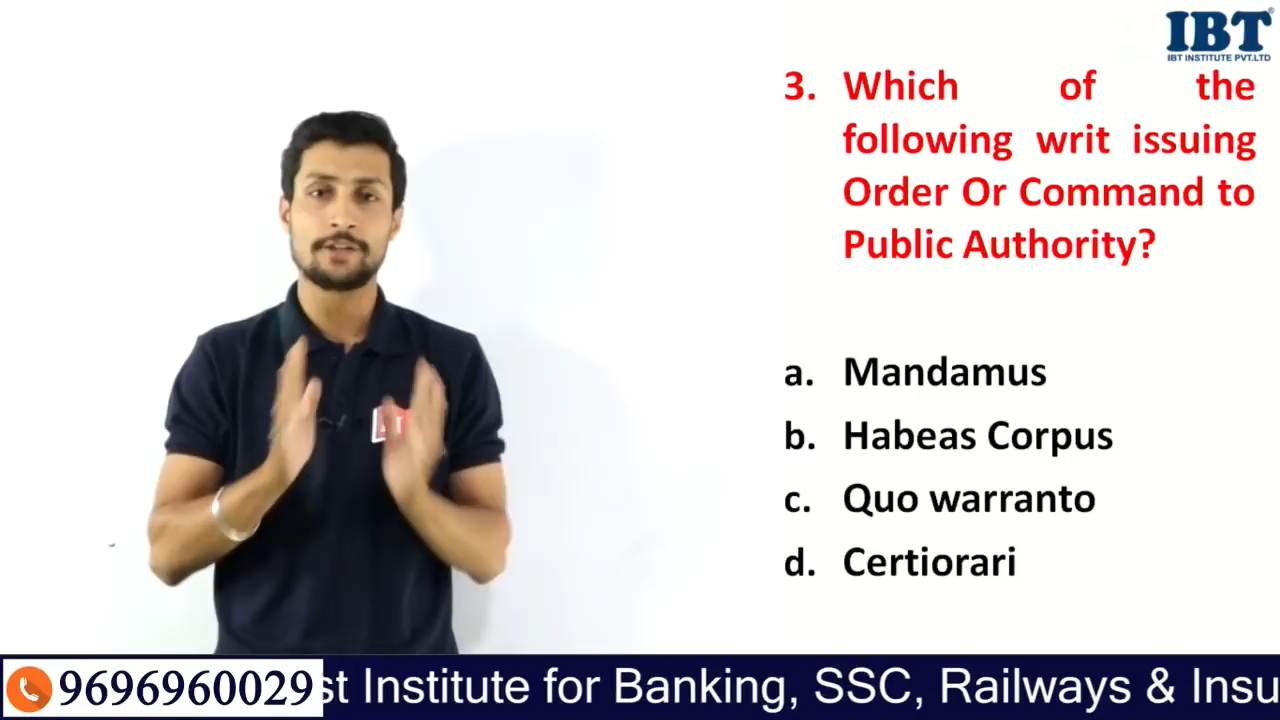 IBT
IBT INSTITUTE PVT.LTD
3. Which of the
following writ issuing
Order Or Command to
Public Authority?
a. Mandamus
b. Habeas Corpus
c. Quo warranto
d. Certiorari
9696960029 st Institute for Banking, SSC, Railways & Insu